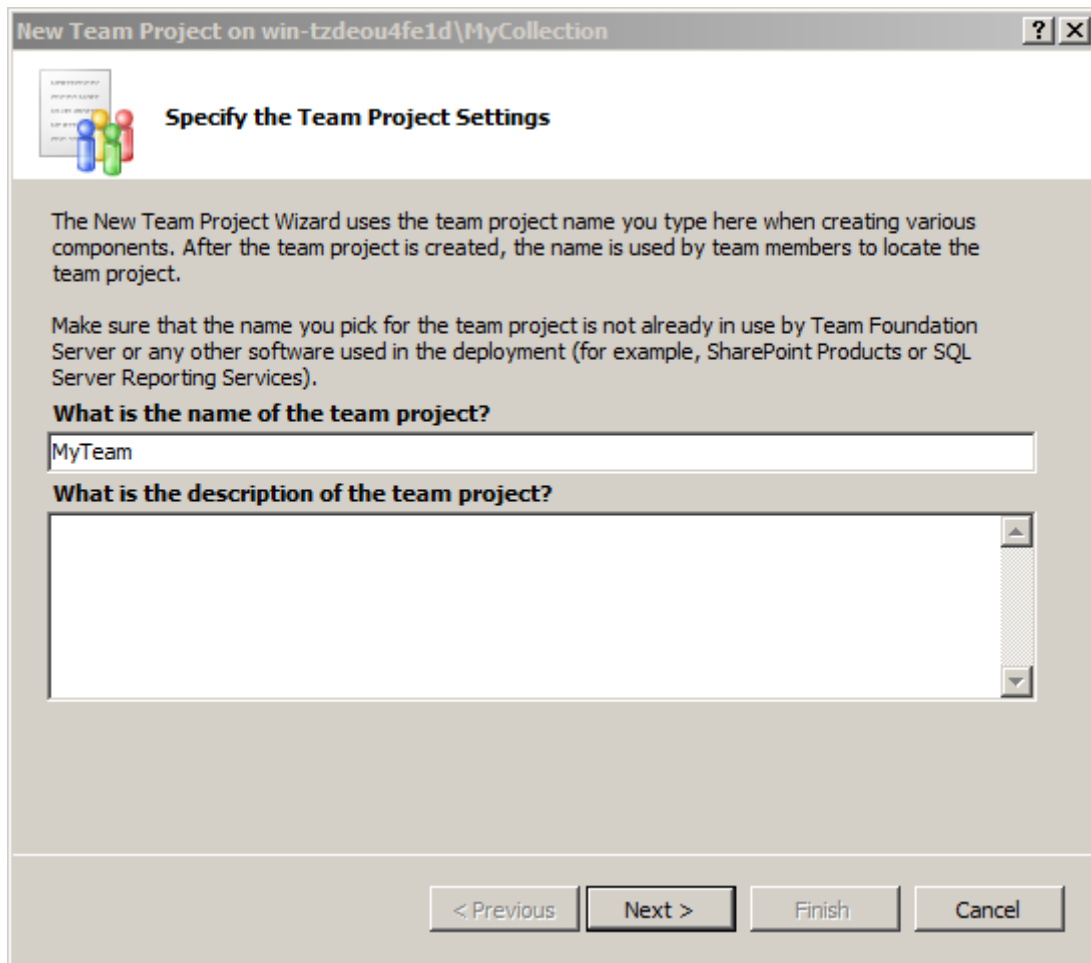 New Team Project on win-tzdeou4fe1d\MyCollection
Specify the Team Project Settings
The New Team Project Wizard uses the team project name you type here when creating various
components. After the team project is created, the name is used by team members to locate the
team project.
Make sure that the name you pick for the team project is not already in use by Team Foundation
Server or any other software used in the deployment (for example, SharePoint Products or SQL
Server Reporting Services).
What is the name of the team project?
MyTeam
What is the description of the team project?
< Previous Next > Finish Cancel